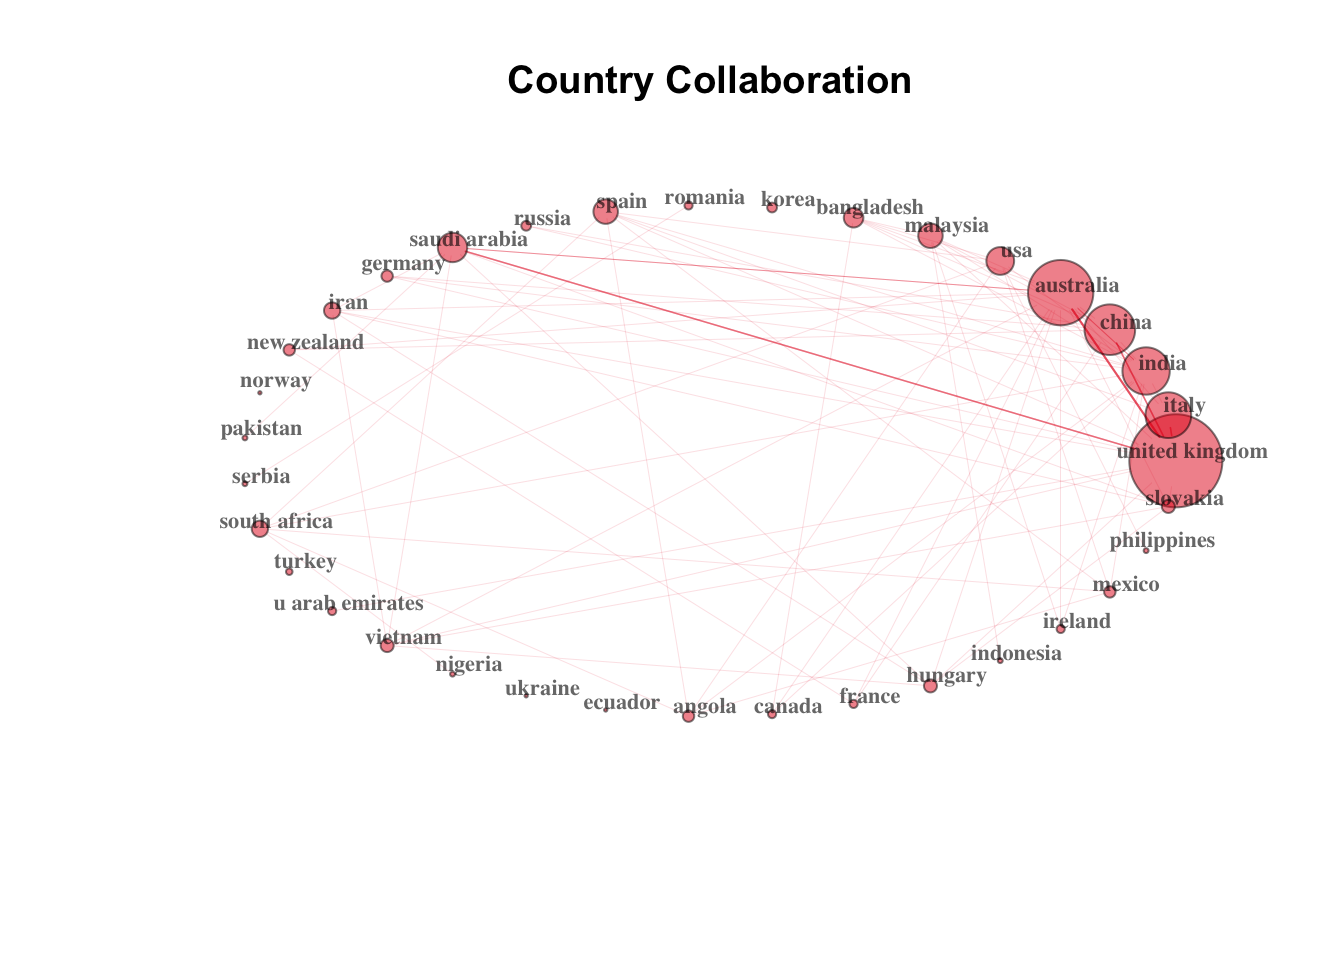 Country Collaboration
romania
korea
spain
bangladesh
russia
malaysia
saudi arabia
usa
germany
australia
iran
china
new zealand
india
norway
italy
pakistan
united kingdom
serbia
slovakia
south africa
philippines
turkey
mexico
u arab emirates
ireland
vietnam
indonesia
nigeria
hungary
ukraine
france
ecuador
angola
canada